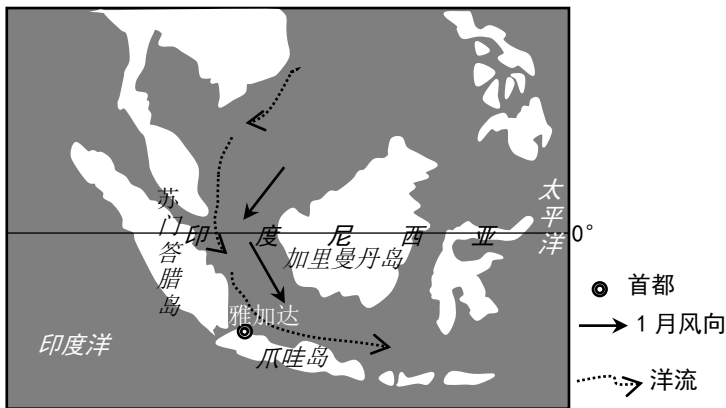 苏门答腊岛
印度尼西亚
加里曼丹岛
太平洋
0°
雅加达
爪哇岛
印度洋
首都
1月风向
洋流